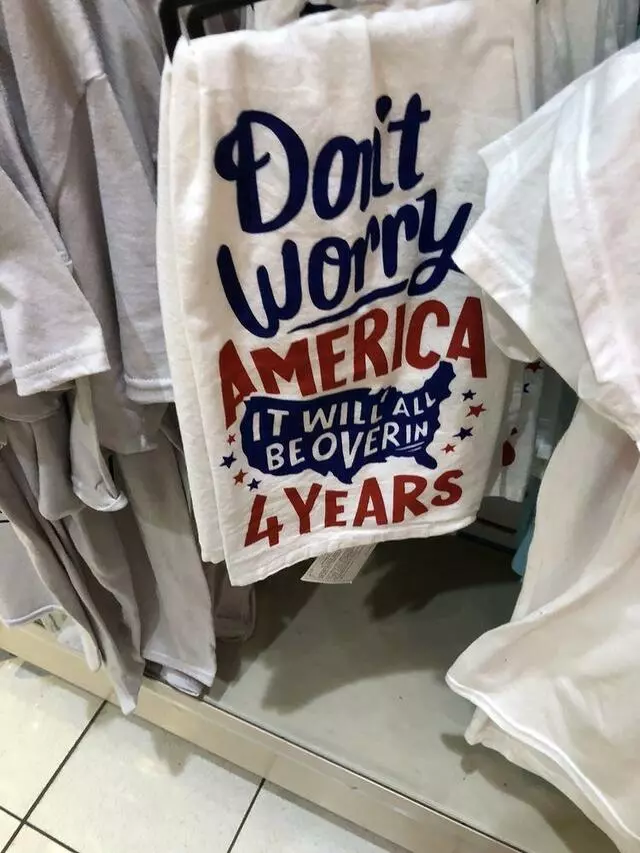 Don't
Worry
AMERICA
IT WILL ALL
BE OVER IN
4 YEARS